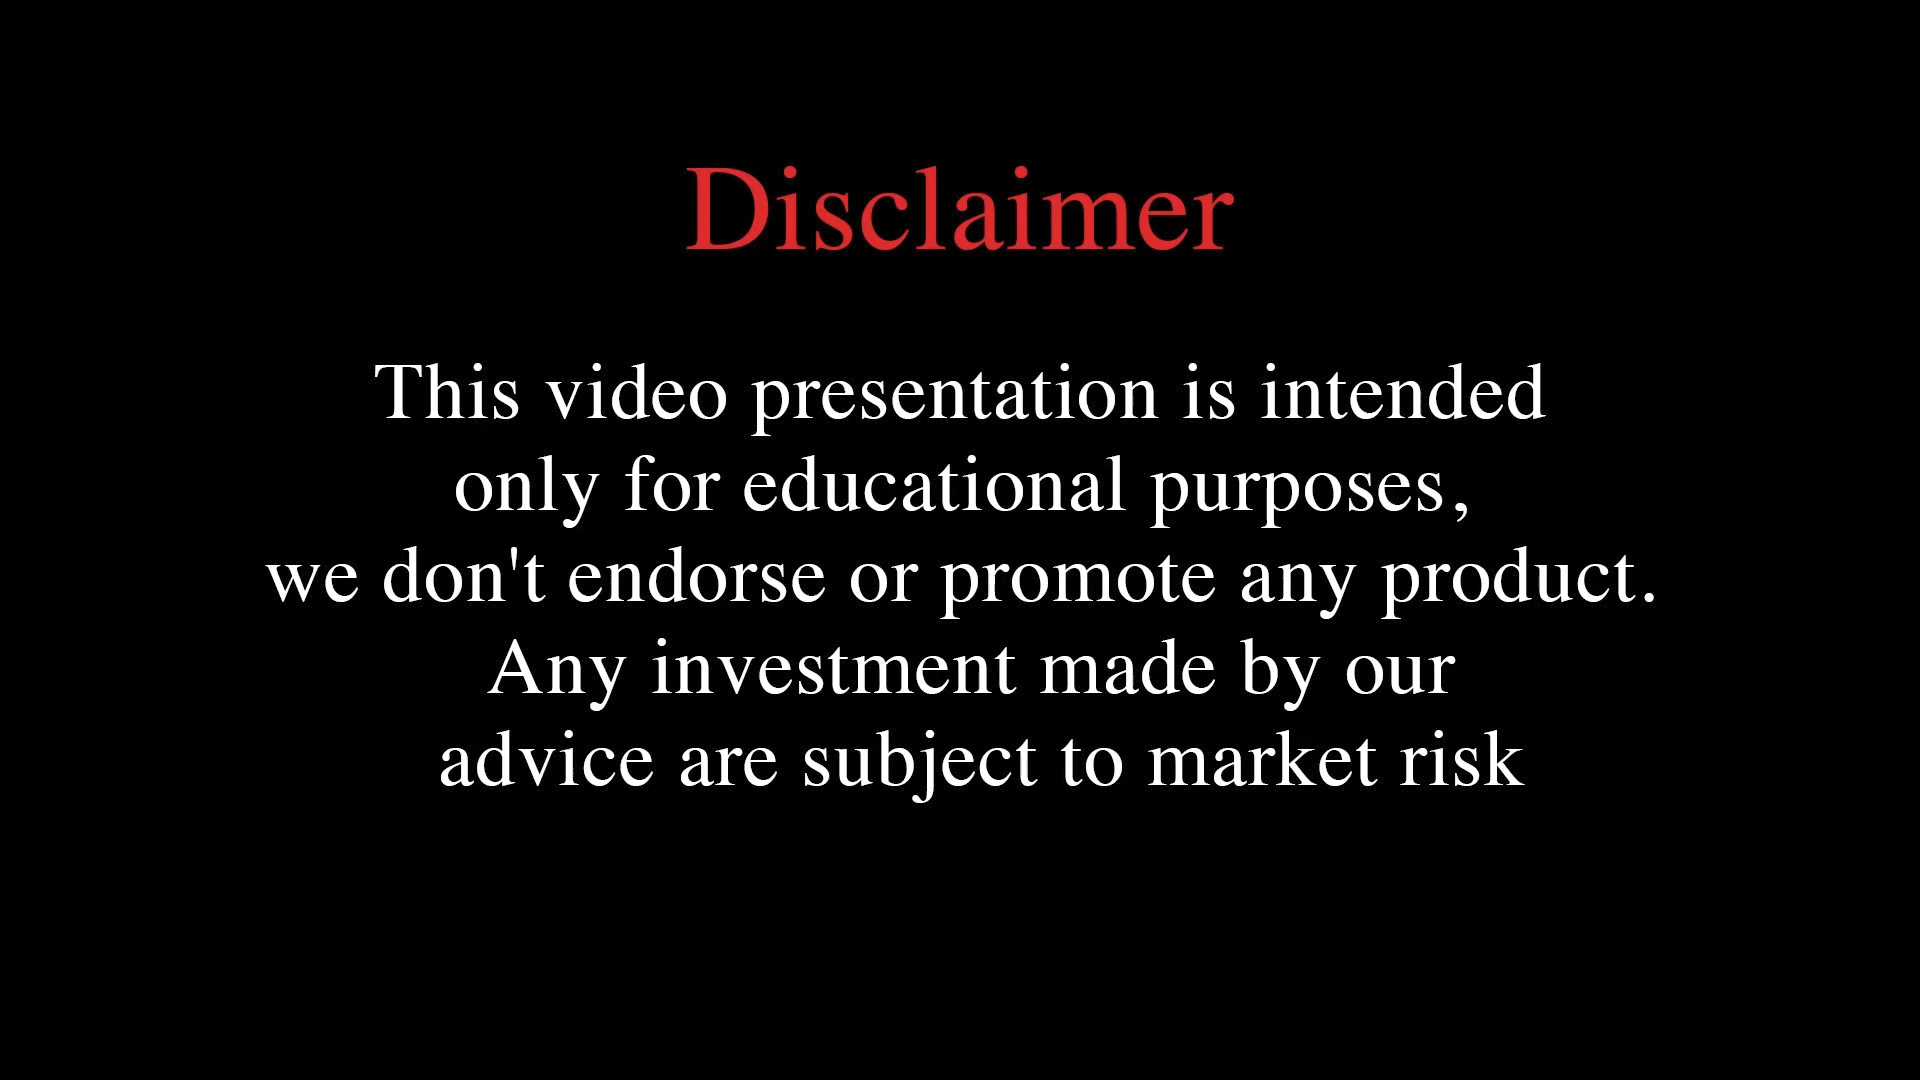 Disclaimer
This video presentation is intended
only for educational purposes,
we don't endorse or promote any product.
Any investment made by our
advice are subject to market risk